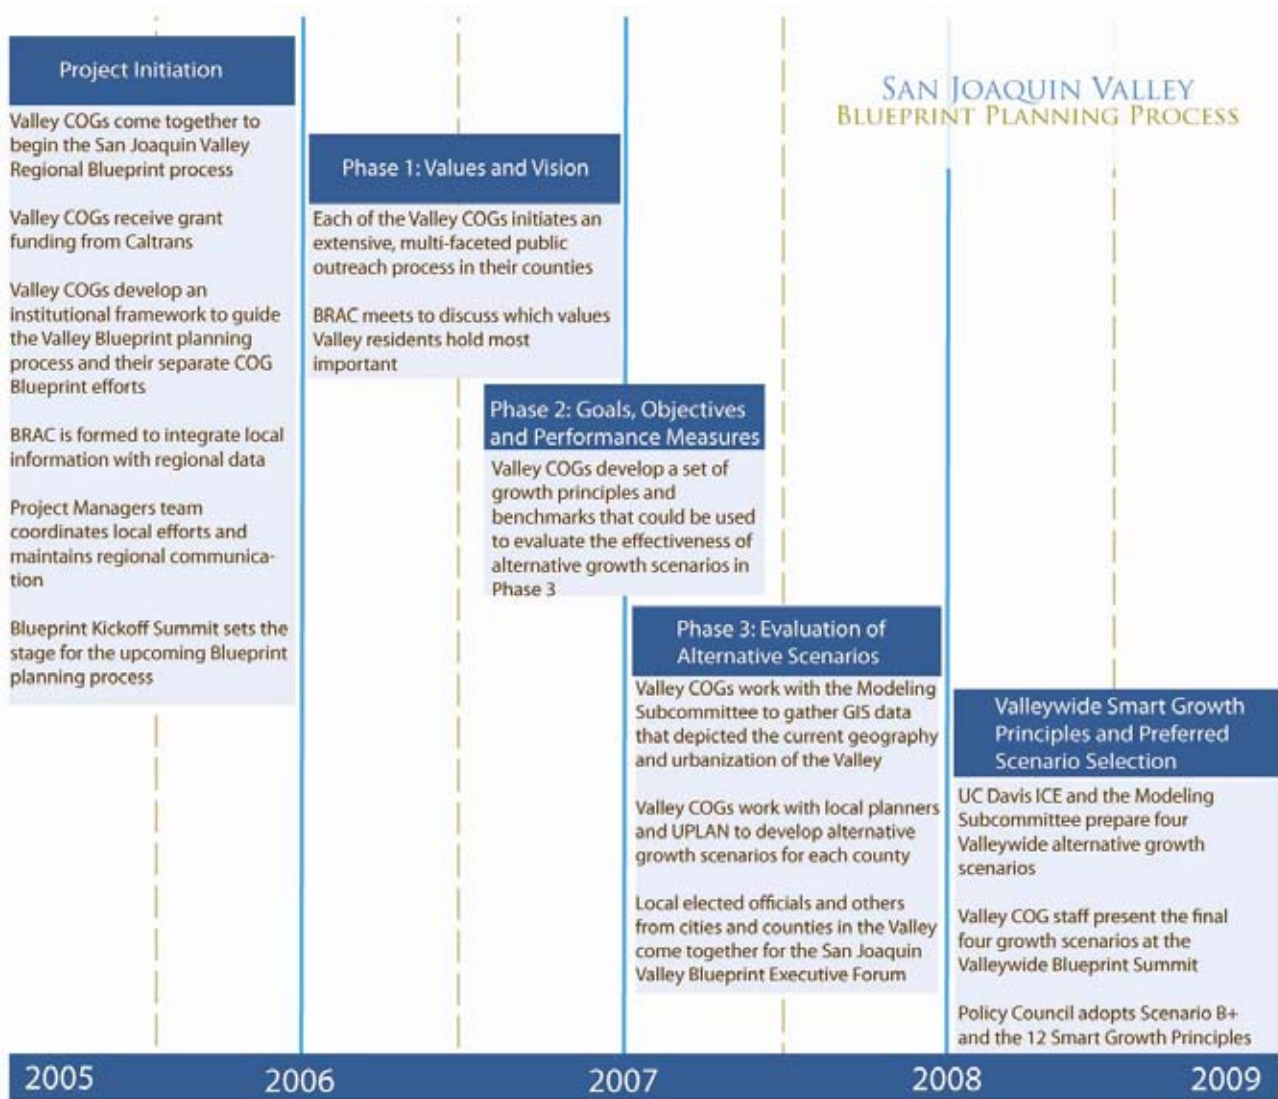 SAN JOAQUIN VALLEY
BLUEPRINT PLANNING PROCESS
Project Initiation
Valley COGs come together to
begin the San Joaquin Valley
Regional Blueprint process
Valley COGs receive grant
funding from Caltrans
Valley COGs develop an
institutional framework to guide
the Valley Blueprint planning
process and their separate COG
Blueprint efforts
BRAC is formed to integrate local
information with regional data
Project Managers team
coordinates local efforts and
maintains regional communica-
tion
Blueprint Kickoff Summit sets the
stage for the upcoming Blueprint
planning process
Phase 1: Values and Vision
Each of the Valley COGs initiates an
extensive, multi-faceted public
outreach process in their counties
BRAC meets to discuss which values
Valley residents hold most
important
Phase 2: Goals, Objectives
and Performance Measures
Valley COGs develop a set of
growth principles and
benchmarks that could be used
to evaluate the effectiveness of
alternative growth scenarios in
Phase 3
Phase 3: Evaluation of
Alternative Scenarios
Valley COGs work with the Modeling
Subcommittee to gather GIS data
that depicted the current geography
and urbanization of the Valley
Valley COGs work with local planners
and UPLAN to develop alternative
growth scenarios for each county
Local elected officials and others
from cities and counties in the Valley
come together for the San Joaquin
Valley Blueprint Executive Forum
Valleywide Smart Growth
Principles and Preferred
Scenario Selection
UC Davis ICE and the Modeling
Subcommittee prepare four
Valleywide alternative growth
scenarios
Valley COG staff present the final
four growth scenarios at the
Valleywide Blueprint Summit
Policy Council adopts Scenario B+
and the 12 Smart Growth Principles
2005 2006 2007 2008 2009